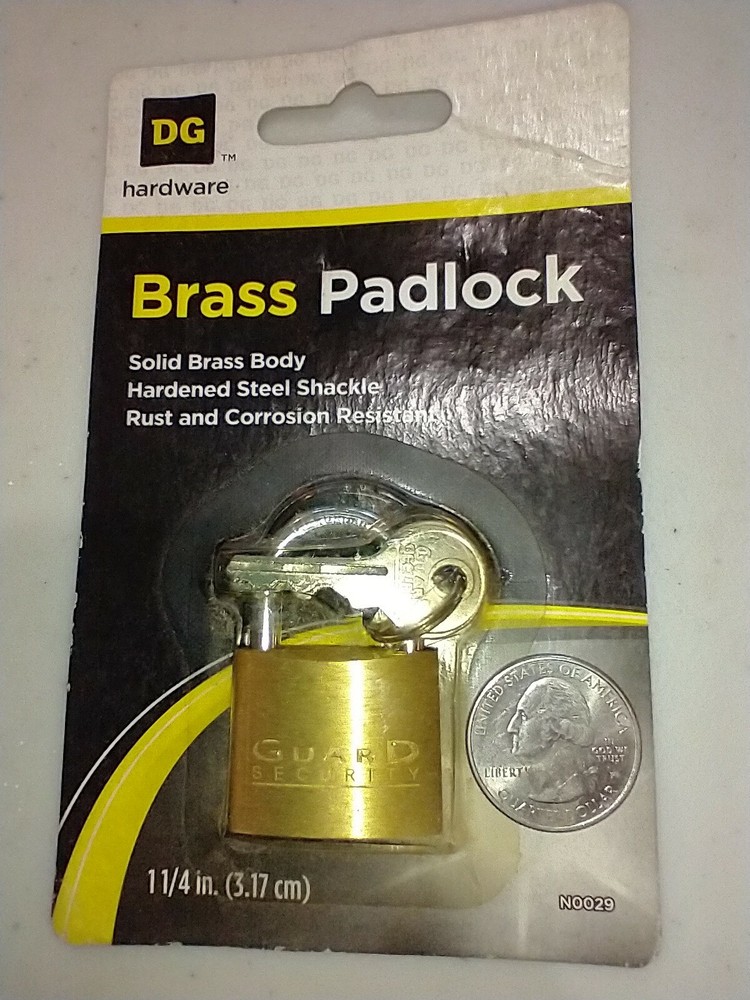 DG
™
hardware
Brass Padlock
Solid Brass Body
Hardened Steel Shackle
Rust and Corrosion Resistant
GUARD
SECURITY
UNITED STATES OF AMERICA
LIBERTY
IN
GOD WE
TRUST
P
QUARTER DOLLAR
1 1/4 in. (3.17 cm)
N0029